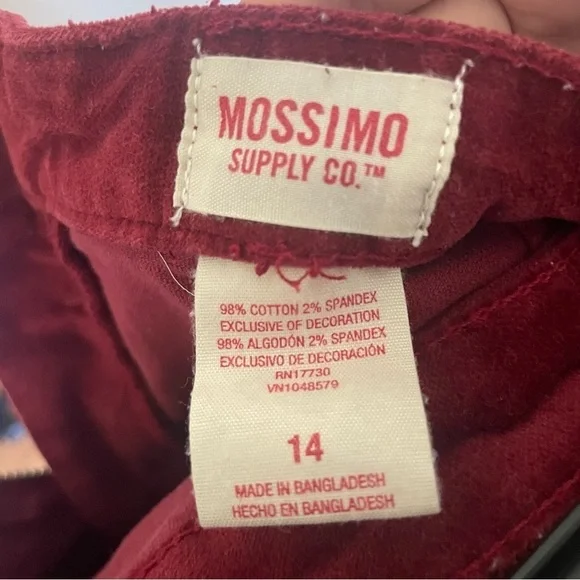 MOSSIMO
SUPPLY CO.™
98% COTTON 2% SPANDEX
EXCLUSIVE OF DECORATION
98% ALGODÓN 2% SPANDEX
EXCLUSIVO DE DECORACIÓN
RN17730
VN1048579
14
MADE IN BANGLADESH
HECHO EN BANGLADESH